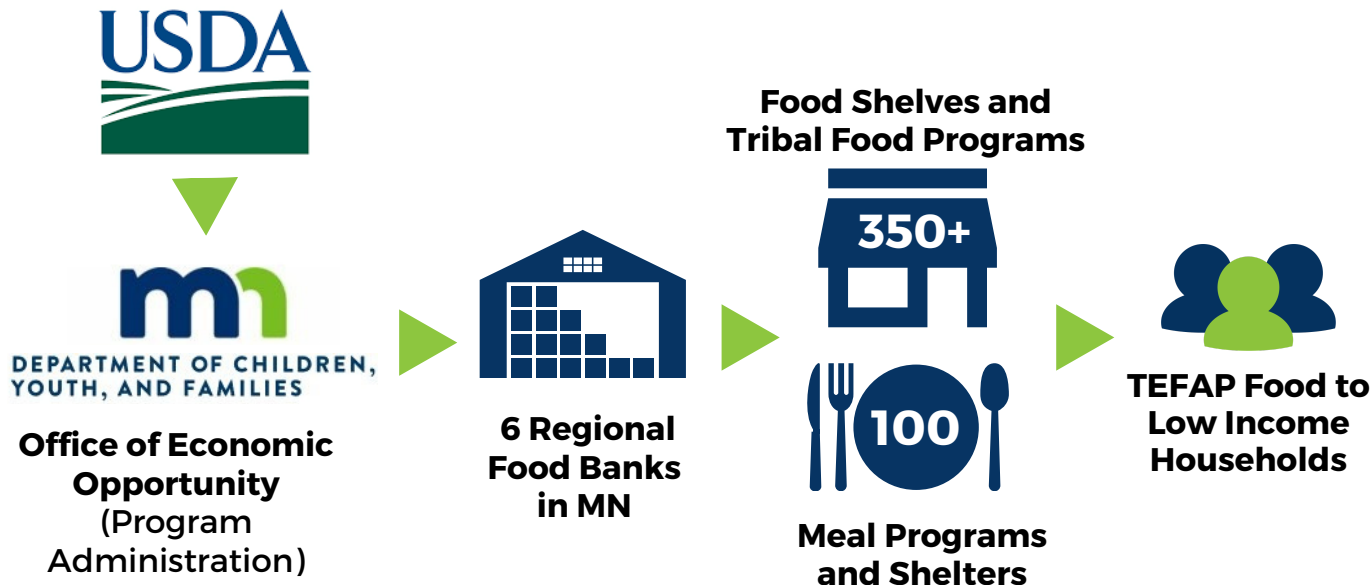 USDA
mn
DEPARTMENT OF CHILDREN,
YOUTH, AND FAMILIES
Office of Economic
Opportunity
(Program
Administration)
6 Regional
Food Banks
in MN
Food Shelves and
Tribal Food Programs
350+
100
Meal Programs
and Shelters
TEFAP Food to
Low Income
Households